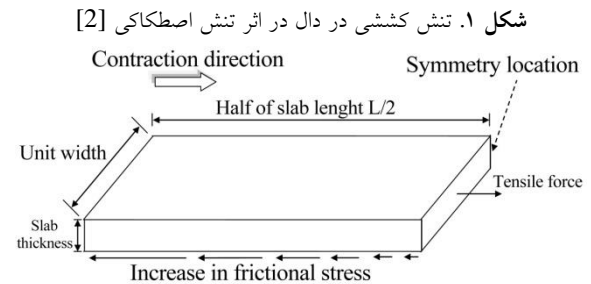 شکل ۱. تنش کششی در دال در اثر تنش اصطکاکی [2]
Contraction direction
Symmetry location
Half of slab lenght L/2
Unit width
Tensile force
Slab
thickness
Increase in frictional stress